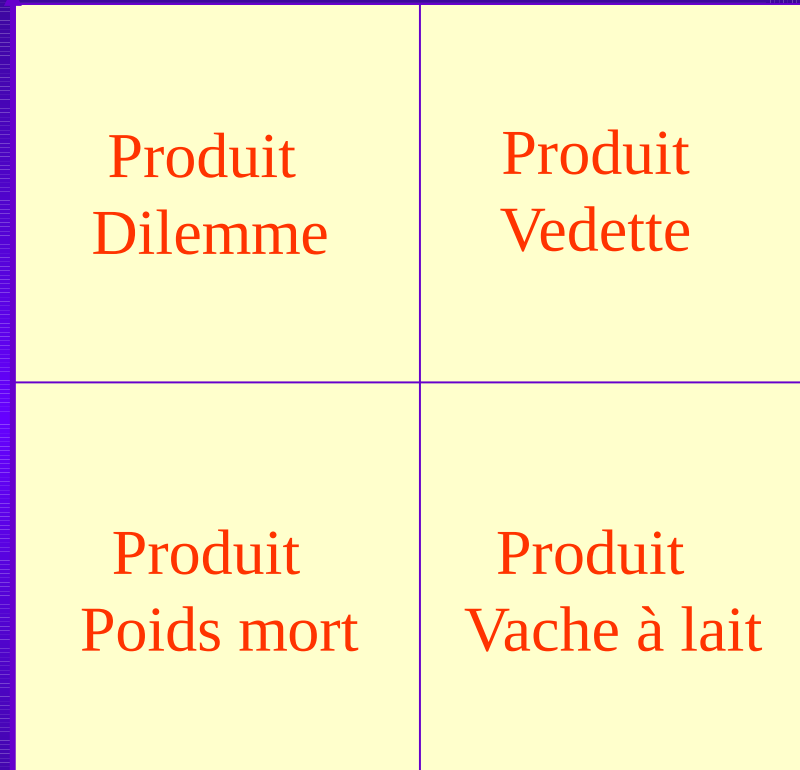 Produit
Dilemme
Produit
Vedette
Produit
Poids mort
Produit
Vache à lait